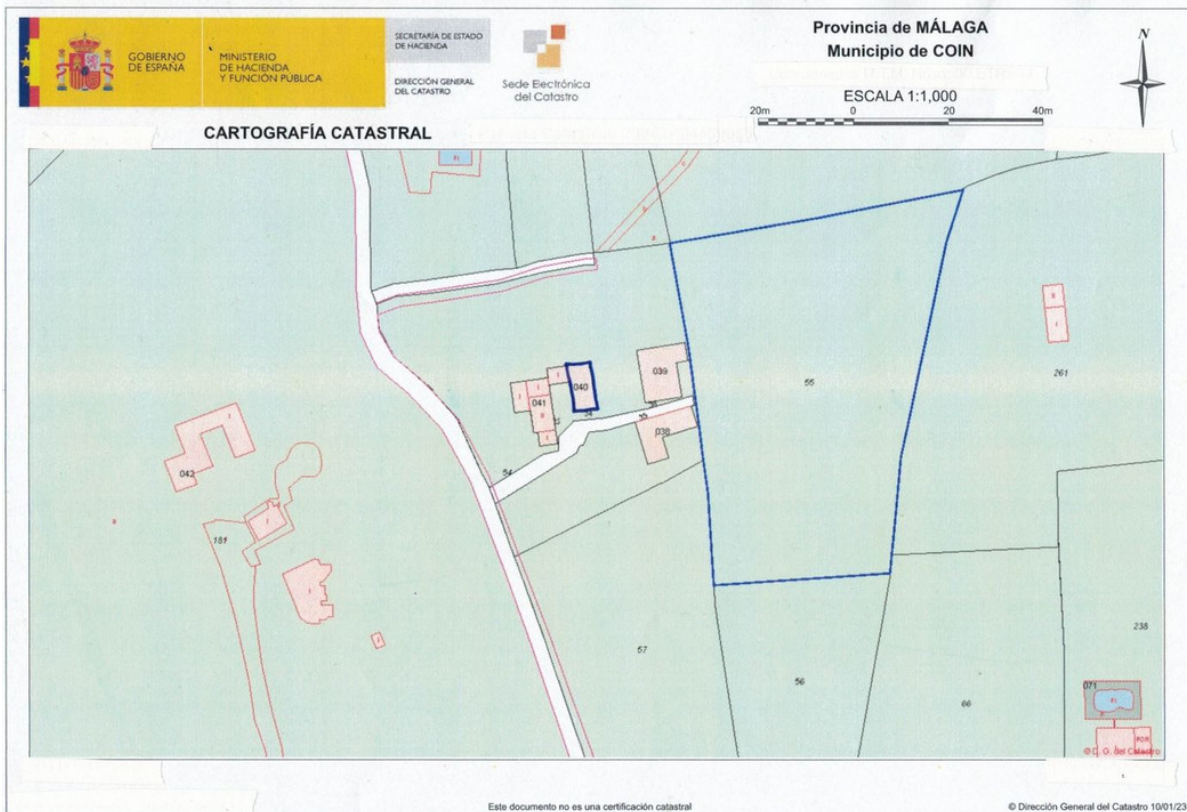 GOBIERNO
DE ESPAÑA
MINISTERIO
DE HACIENDA
Y FUNCIÓN PÚBLICA
SECRETARÍA DE ESTADO
DE HACIENDA
DIRECCIÓN GENERAL
DEL CATASTRO
Sede Electrónica
del Catastro
Provincia de MÁLAGA
Municipio de COIN
ESCALA 1:1,000
20m 0 20 40m
N
CARTOGRAFÍA CATASTRAL
040
039
041
34
038
54
55
261
042
181
57
56
66
238
071
© D. G. del Catastro
Este documento no es una certificación catastral
© Dirección General del Catastro 10/01/23